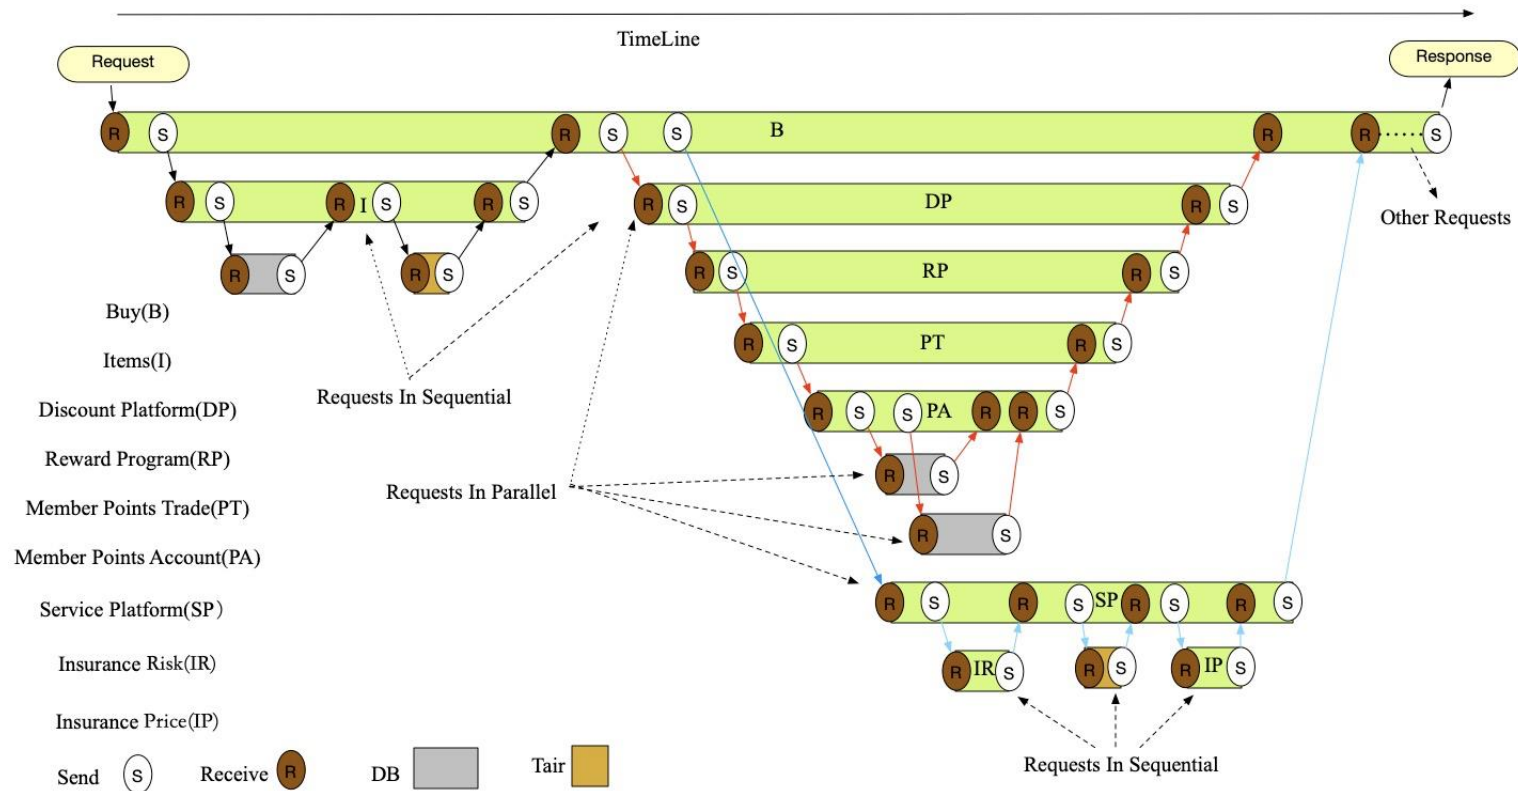 TimeLine
Request
Response
R
S
R
S
S
B
R
R
S
R
S
R
I
S
R
S
R
S
DP
R
S
Other Requests
R
S
R
S
R
S
RP
R
S
Buy(B)
R
S
PT
R
S
Items(I)
Requests In Sequential
Discount Platform(DP)
R
S
S
PA
R
R
S
Reward Program(RP)
R
S
Requests In Parallel
Member Points Trade(PT)
R
S
Member Points Account(PA)
Service Platform(SP)
R
S
R
S
SP
R
S
R
S
Insurance Risk(IR)
R
IR
S
R
S
R
IP
S
Insurance Price(IP)
Requests In Sequential
Send
S
Receive
R
DB
Tair